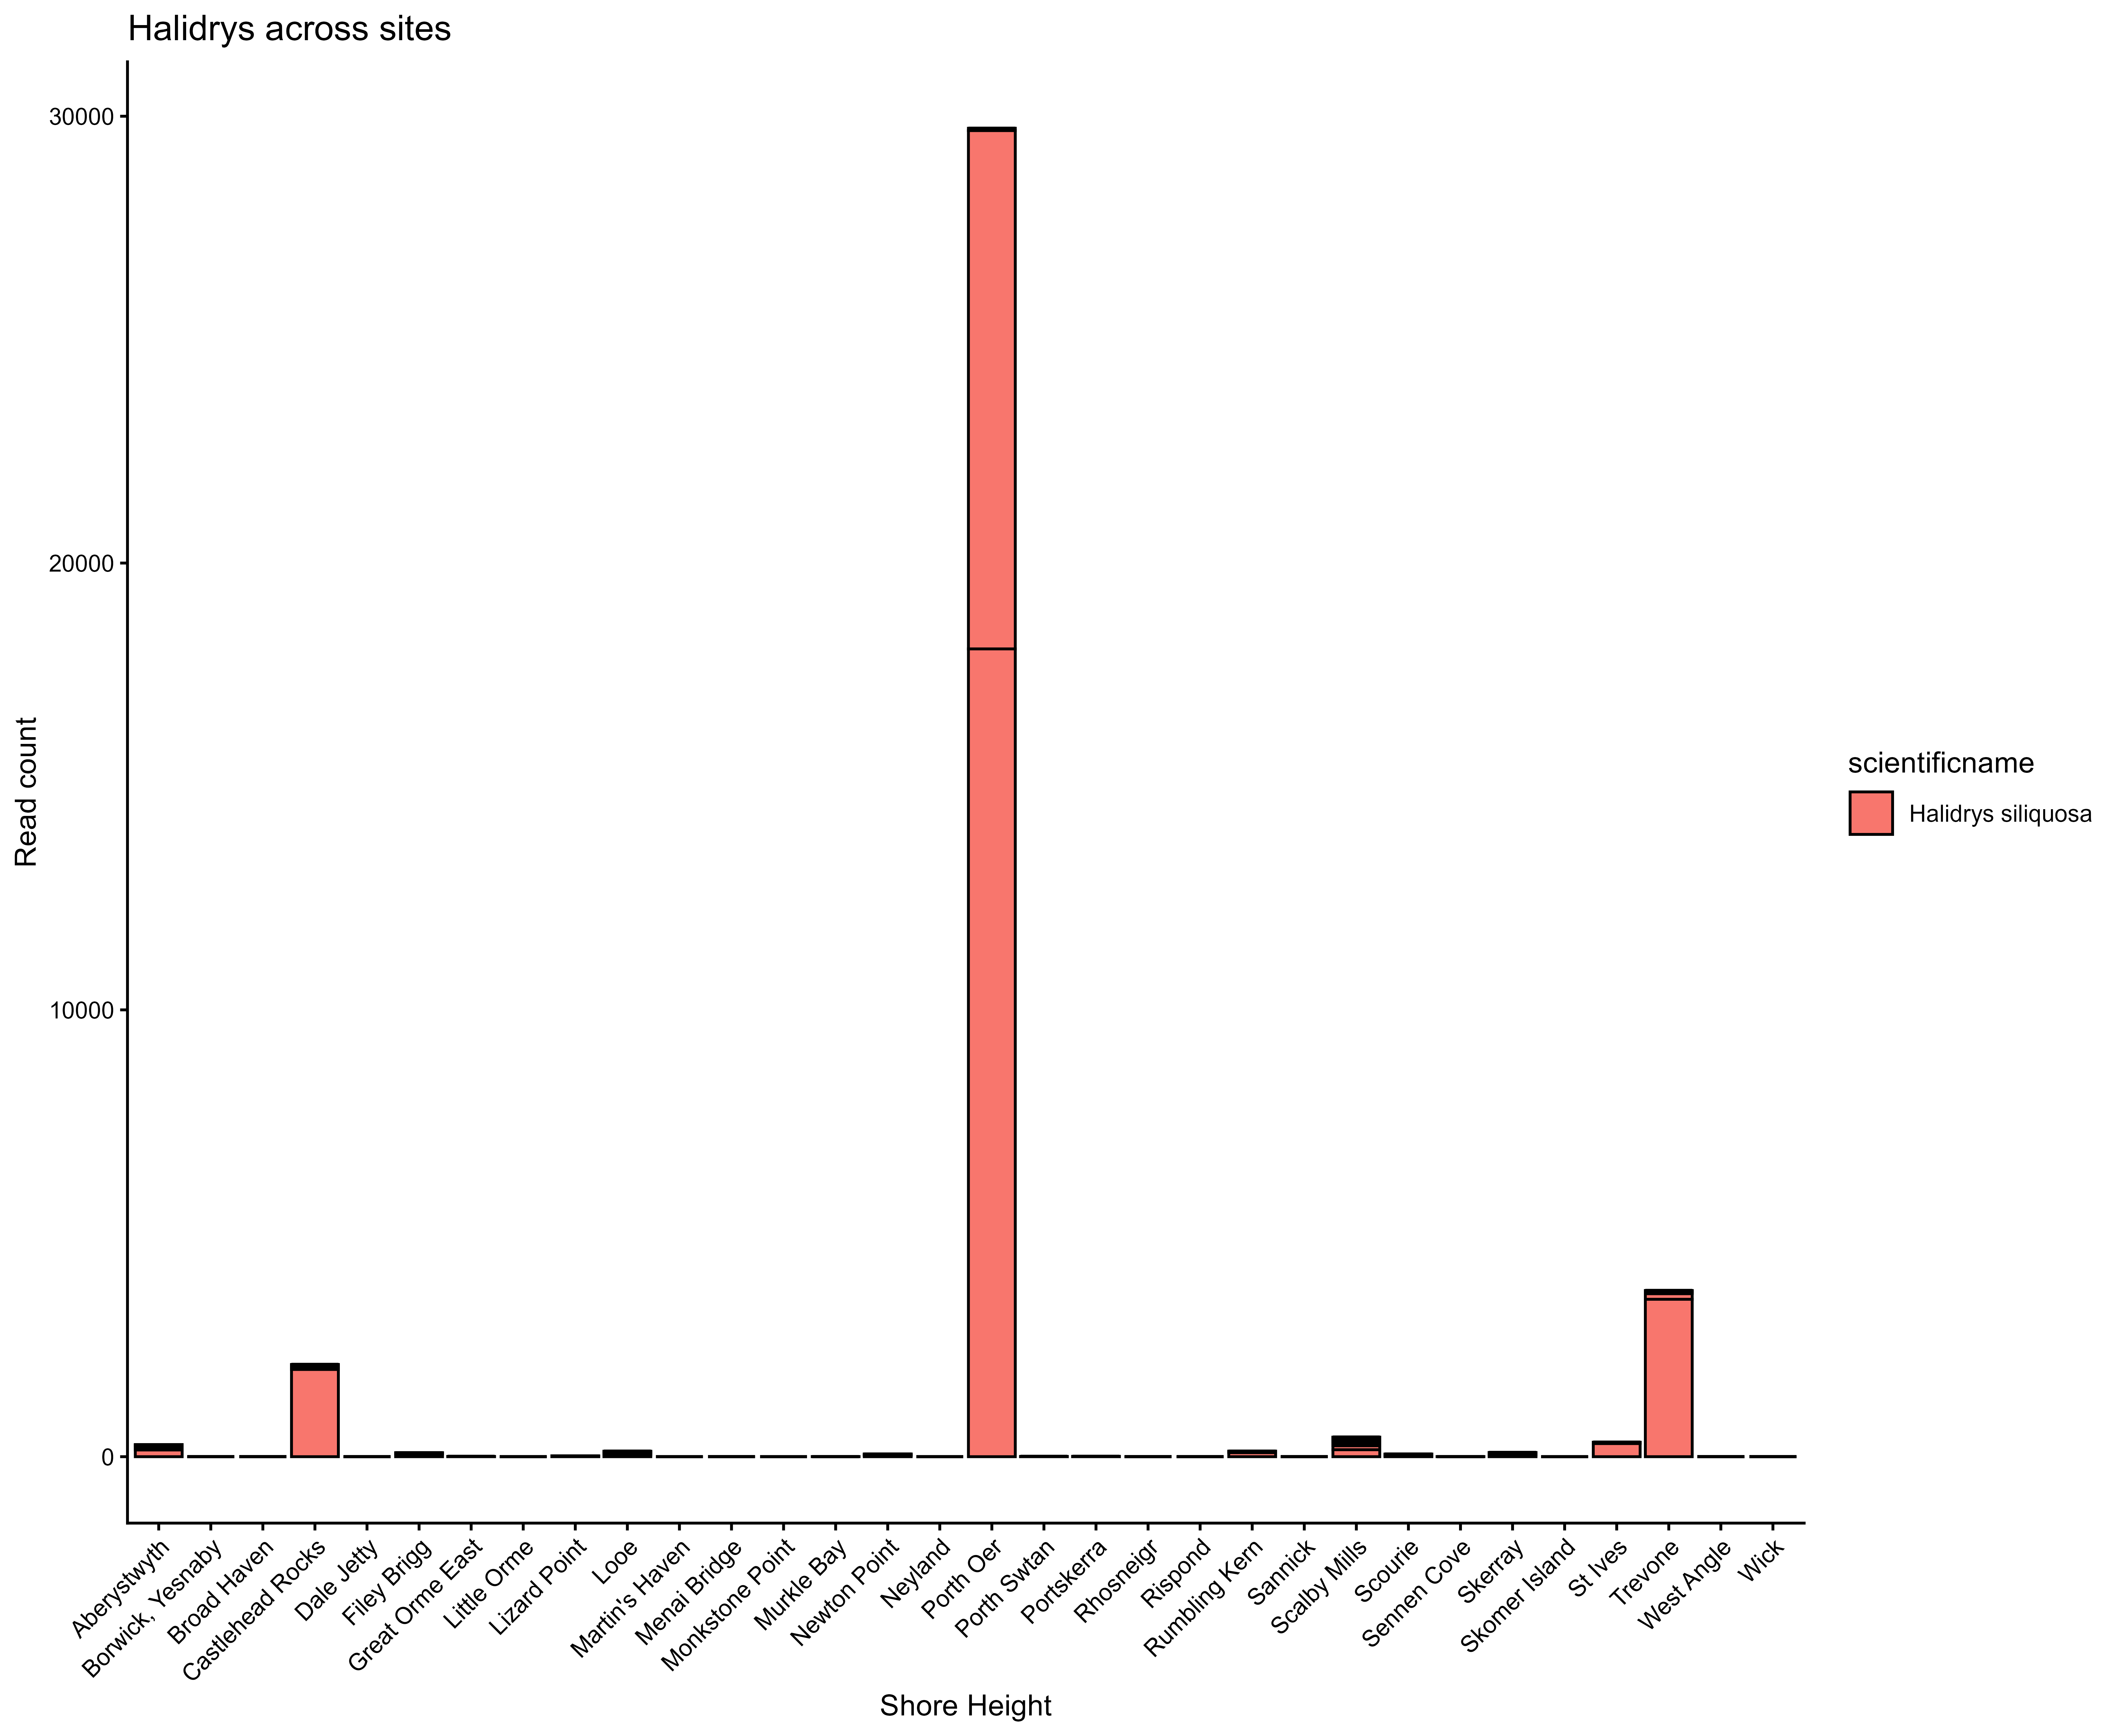 Halidrys across sites
30000
20000
10000
0
Read count
Aberystwyth
Borwick, Yesnaby
Broad Haven
Castlehead Rocks
Dale Jetty
Filey Brigg
Great Orme East
Little Orme
Lizard Point
Looe
Martin's Haven
Menai Bridge
Monkstone Point
Murkle Bay
Newton Point
Neyland
Porth Oer
Porth Swtan
Portskerra
Rhosneigr
Rispond
Rumbling Kern
Sannick
Scalby Mills
Scourie
Sennen Cove
Skerray
Skomer Island
St Ives
Trevone
West Angle
Wick
Shore Height
scientificname
Halidrys siliquosa